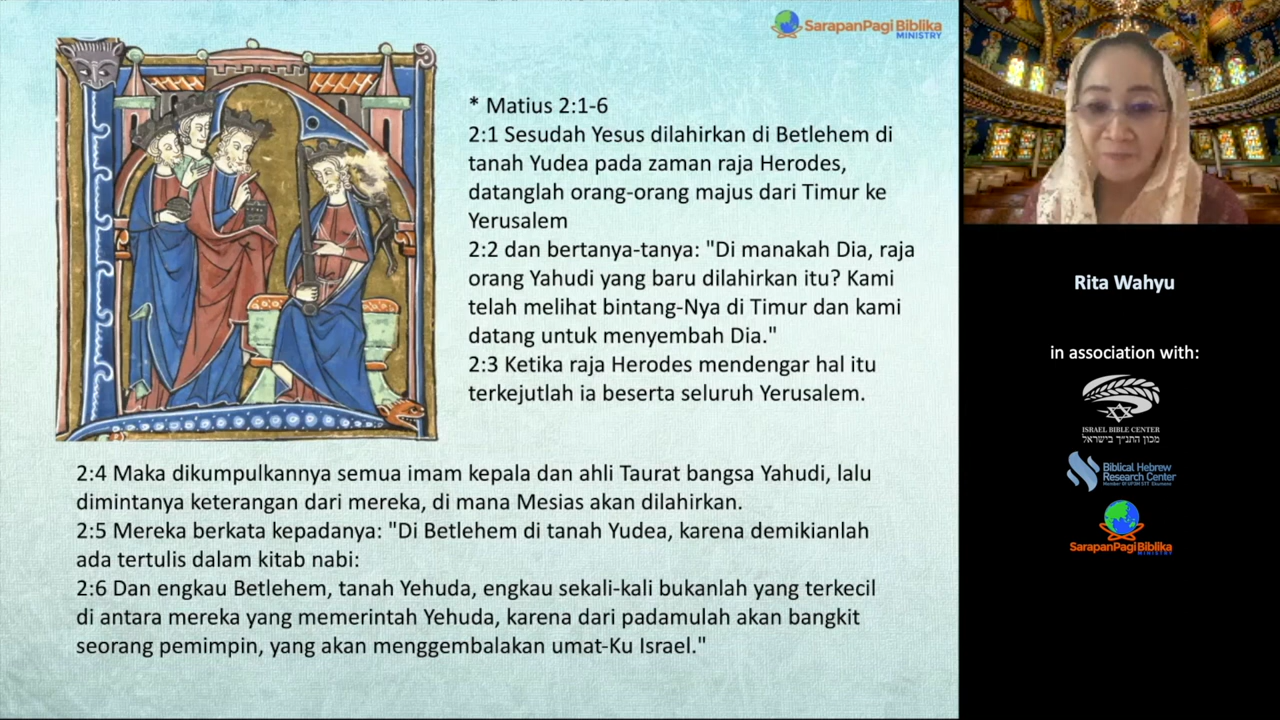 SarapanPagi Biblika
MINISTRY
* Matius 2:1-6
2:1 Sesudah Yesus dilahirkan di Betlehem di
tanah Yudea pada zaman raja Herodes,
datanglah orang-orang majus dari Timur ke
Yerusalem
2:2 dan bertanya-tanya: "Di manakah Dia, raja
orang Yahudi yang baru dilahirkan itu? Kami
telah melihat bintang-Nya di Timur dan kami
datang untuk menyembah Dia."
2:3 Ketika raja Herodes mendengar hal itu
terkejutlah ia beserta seluruh Yerusalem.
2:4 Maka dikumpulkannya semua imam kepala dan ahli Taurat bangsa Yahudi, lalu
dimintanya keterangan dari mereka, di mana Mesias akan dilahirkan.
2:5 Mereka berkata kepadanya: "Di Betlehem di tanah Yudea, karena demikianlah
ada tertulis dalam kitab nabi:
2:6 Dan engkau Betlehem, tanah Yehuda, engkau sekali-kali bukanlah yang terkecil
di antara mereka yang memerintah Yehuda, karena dari padamulah akan bangkit
seorang pemimpin, yang akan menggembalakan umat-Ku Israel."
Rita Wahyu
in association with:
ISRAEL BIBLE CENTER
מכון התנ״ך בישראל
Biblical Hebrew
Research Center
SarapanPagi Biblika
MINISTRY